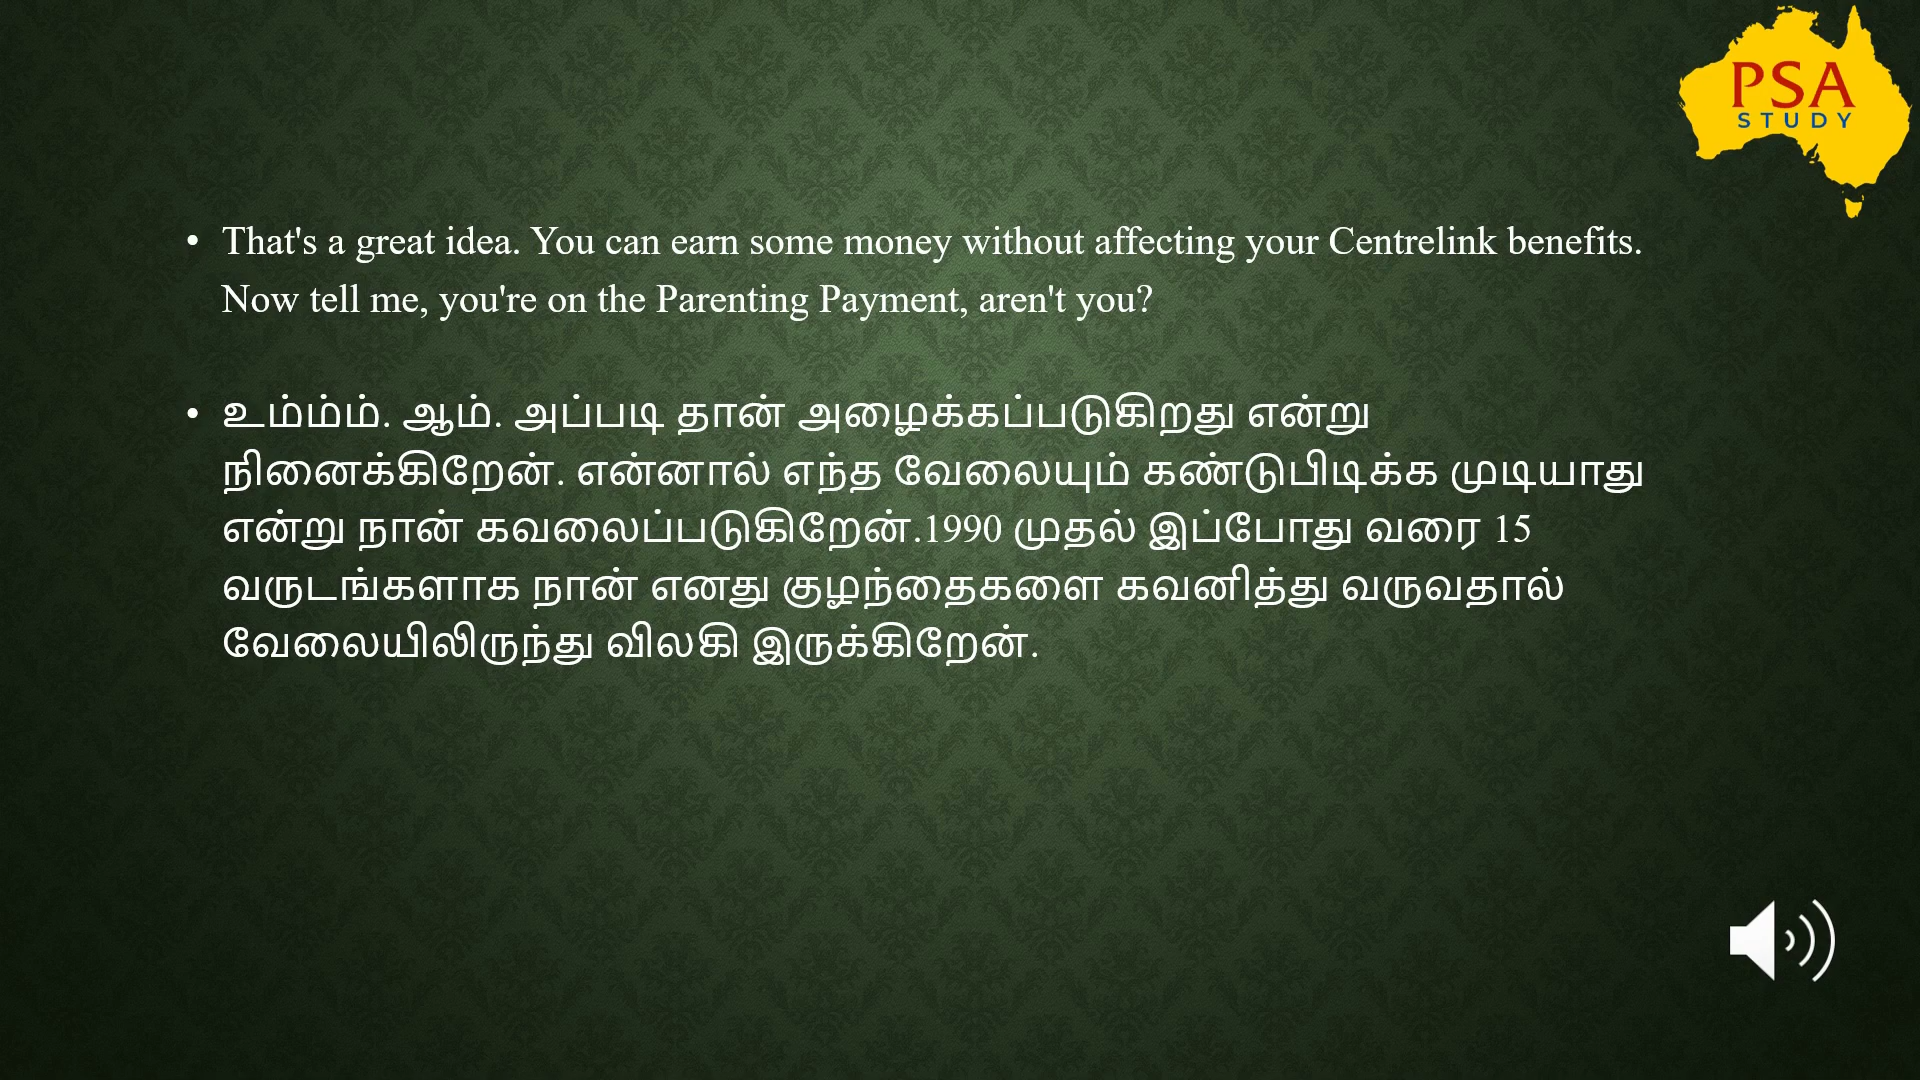 PSA
STUDY
• That's a great idea. You can earn some money without affecting your Centrelink benefits.
Now tell me, you're on the Parenting Payment, aren't you?
• உம்ம்ம். ஆம். அப்படி தான் அழைக்கப்படுகிறது என்று
நினைக்கிறேன். என்னால் எந்த வேலையும் கண்டுபிடிக்க முடியாது
என்று நான் கவலைப்படுகிறேன்.1990 முதல் இப்போது வரை 15
வருடங்களாக நான் எனது குழந்தைகளை கவனித்து வருவதால்
வேலையிலிருந்து விலகி இருக்கிறேன்.